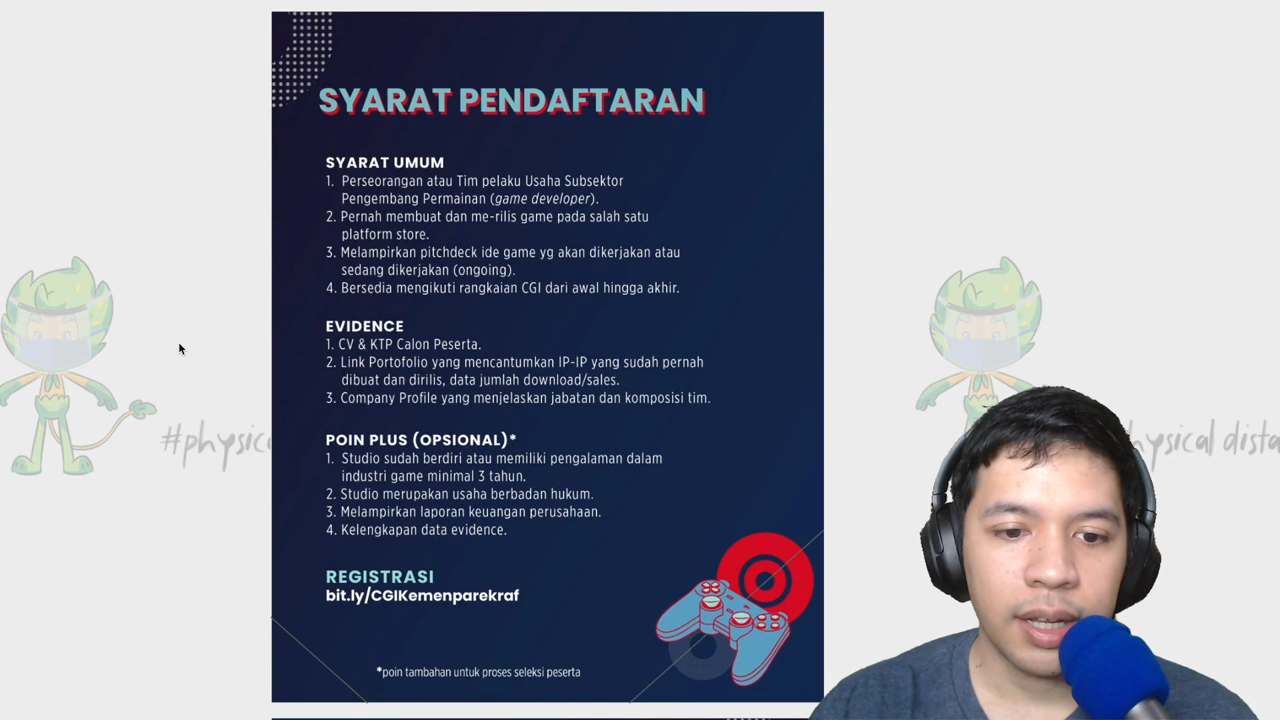 SYARAT PENDAFTARAN
SYARAT UMUM
1. Perseorangan atau Tim pelaku Usaha Subsektor
Pengembang Permainan (game developer).
2. Pernah membuat dan me-rilis game pada salah satu
platform store.
3. Melampirkan pitchdeck ide game yg akan dikerjakan atau
sedang dikerjakan (ongoing).
4. Bersedia mengikuti rangkaian CGI dari awal hingga akhir.
EVIDENCE
1. CV & KTP Calon Peserta.
2. Link Portofolio yang mencantumkan IP-IP yang sudah pernah
dibuat dan dirilis, data jumlah download/sales.
3. Company Profile yang menjelaskan jabatan dan komposisi tim.
POIN PLUS (OPSIONAL)*
1. Studio sudah berdiri atau memiliki pengalaman dalam
industri game minimal 3 tahun.
2. Studio merupakan usaha berbadan hukum.
3. Melampirkan laporan keuangan perusahaan.
4. Kelengkapan data evidence.
REGISTRASI
bit.ly/CGIKemenparekraf
*poin tambahan untuk proses seleksi peserta
#physic
hysical dista